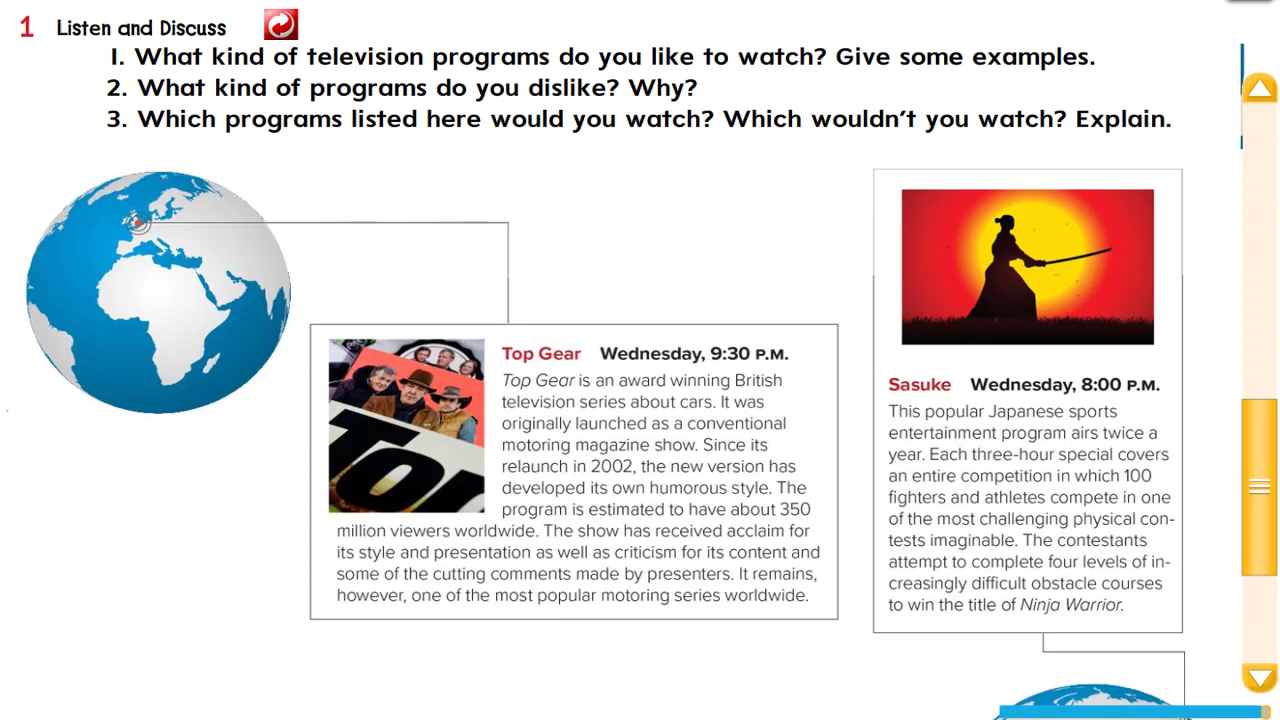 1 Listen and Discuss
1. What kind of television programs do you like to watch? Give some examples.
2. What kind of programs do you dislike? Why?
3. Which programs listed here would you watch? Which wouldn't you watch? Explain.
Top Gear Wednesday, 9:30 P.M.
Top Gear is an award winning British
television series about cars. It was
originally launched as a conventional
motoring magazine show. Since its
relaunch in 2002, the new version has
developed its own humorous style. The
program is estimated to have about 350
million viewers worldwide. The show has received acclaim for
its style and presentation as well as criticism for its content and
some of the cutting comments made by presenters. It remains,
however, one of the most popular motoring series worldwide.
To
Sasuke Wednesday, 8:00 P.M.
This popular Japanese sports
entertainment program airs twice a
year. Each three-hour special covers
an entire competition in which 100
fighters and athletes compete in one
of the most challenging physical con-
tests imaginable. The contestants
attempt to complete four levels of in-
creasingly difficult obstacle courses
to win the title of Ninja Warrior.